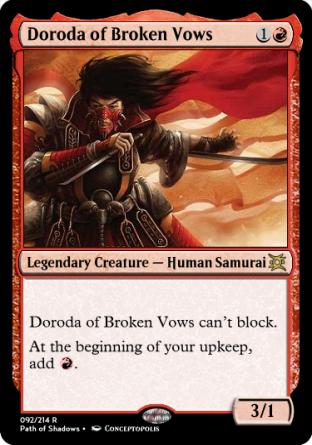 Doroda of Broken Vows 1
Legendary Creature — Human Samurai
Doroda of Broken Vows can't block.
At the beginning of your upkeep,
add .
3/1
092/214 R
Path of Shadows • Conceptopolis